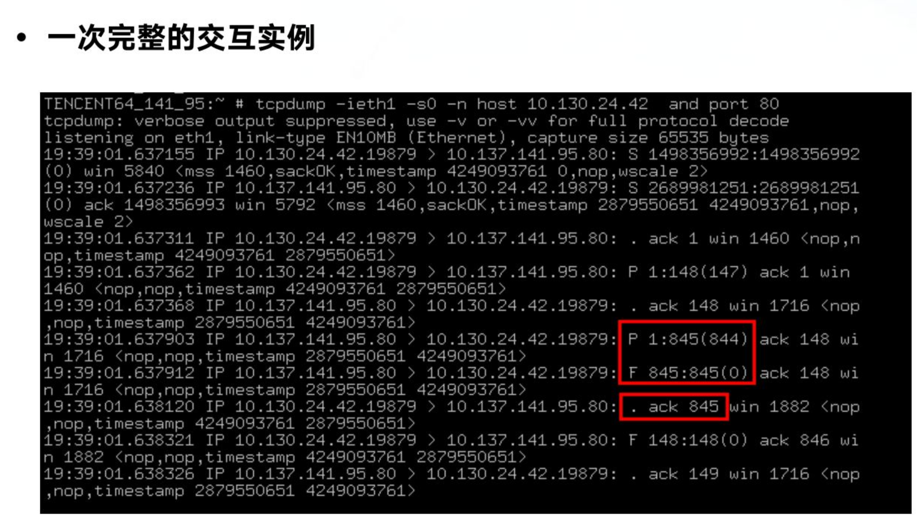 • 一次完整的交互实例
TENCENT64_141_95:~ # tcpdump -ieth1 -s0 -n host 10.130.24.42  and port 80
tcpdump: verbose output suppressed, use -v or -vv for full protocol decode
listening on eth1, link-type EN10MB (Ethernet), capture size 65535 bytes
19:39:01.637155 IP 10.130.24.42.19879 > 10.137.141.95.80: S 1498356992:1498356992
(0) win 5840 <mss 1460,sackOK,timestamp 4249093761 0,nop,wscale 2>
19:39:01.637236 IP 10.137.141.95.80 > 10.130.24.42.19879: S 2689981251:2689981251
(0) ack 1498356993 win 5792 <mss 1460,sackOK,timestamp 2879550651 4249093761,nop,
wscale 2>
19:39:01.637311 IP 10.130.24.42.19879 > 10.137.141.95.80: . ack 1 win 1460 <nop,n
op,timestamp 4249093761 2879550651>
19:39:01.637362 IP 10.130.24.42.19879 > 10.137.141.95.80: P 1:148(147) ack 1 win
1460 <nop,nop,timestamp 4249093761 2879550651>
19:39:01.637368 IP 10.137.141.95.80 > 10.130.24.42.19879: . ack 148 win 1716 <nop
,nop,timestamp 2879550651 4249093761>
19:39:01.637903 IP 10.137.141.95.80 > 10.130.24.42.19879: P 1:845(844) ack 148 wi
n 1716 <nop,nop,timestamp 2879550651 4249093761>
19:39:01.637912 IP 10.137.141.95.80 > 10.130.24.42.19879: F 845:845(0) ack 148 wi
n 1716 <nop,nop,timestamp 2879550651 4249093761>
19:39:01.638120 IP 10.130.24.42.19879 > 10.137.141.95.80: . ack 845 win 1882 <nop
,nop,timestamp 4249093762 2879550651>
19:39:01.638321 IP 10.130.24.42.19879 > 10.137.141.95.80: F 148:148(0) ack 846 wi
n 1882 <nop,nop,timestamp 4249093762 2879550651>
19:39:01.638326 IP 10.137.141.95.80 > 10.130.24.42.19879: . ack 149 win 1716 <nop
,nop,timestamp 2879550651 4249093762>